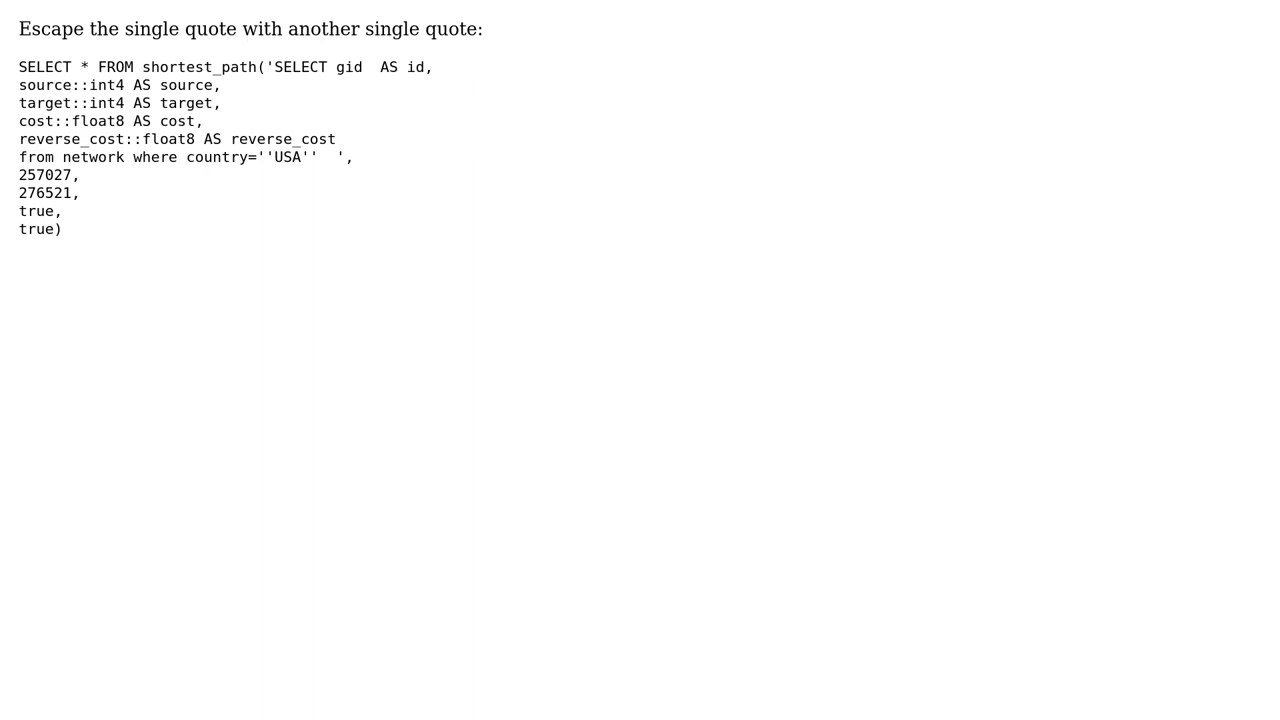 Escape the single quote with another single quote:
SELECT * FROM shortest_path('SELECT gid  AS id,
source::int4 AS source,
target::int4 AS target,
cost::float8 AS cost,
reverse_cost::float8 AS reverse_cost
from network where country=''USA''  ',
257027,
276521,
true,
true)